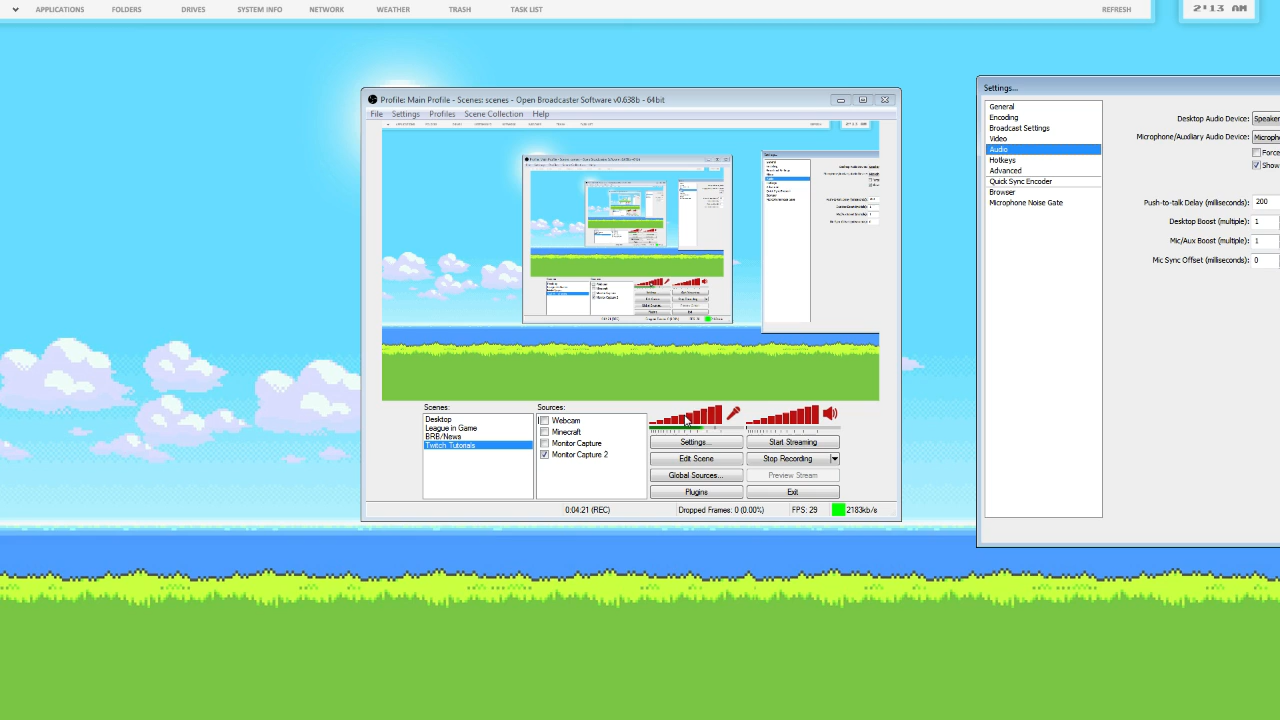 APPLICATIONS FOLDERS DRIVES SYSTEM INFO NETWORK WEATHER TRASH TASK LIST REFRESH 2:13 AM
Profile: Main Profile - Scenes: scenes - Open Broadcaster Software v0.638b - 64bit
File Settings Profiles Scene Collection Help
Scenes:
Desktop
League in Game
BRB/News
Twitch Tutorials
Sources:
Webcam
Minecraft
Monitor Capture
Monitor Capture 2
Settings... Start Streaming
Edit Scene Stop Recording
Global Sources... Preview Stream
Plugins Exit
0:04:21 (REC) Dropped Frames: 0 (0.00%) FPS: 29 2183kb/s
Settings...
General
Encoding
Broadcast Settings
Video
Audio
Hotkeys
Advanced
Quick Sync Encoder
Browser
Microphone Noise Gate
Desktop Audio Device: Speaker
Microphone/Auxiliary Audio Device: Microph
Force
Show
Push-to-talk Delay (miliseconds): 200
Desktop Boost (multiple): 1
Mic/Aux Boost (multiple): 1
Mic Sync Offset (miliseconds): 0